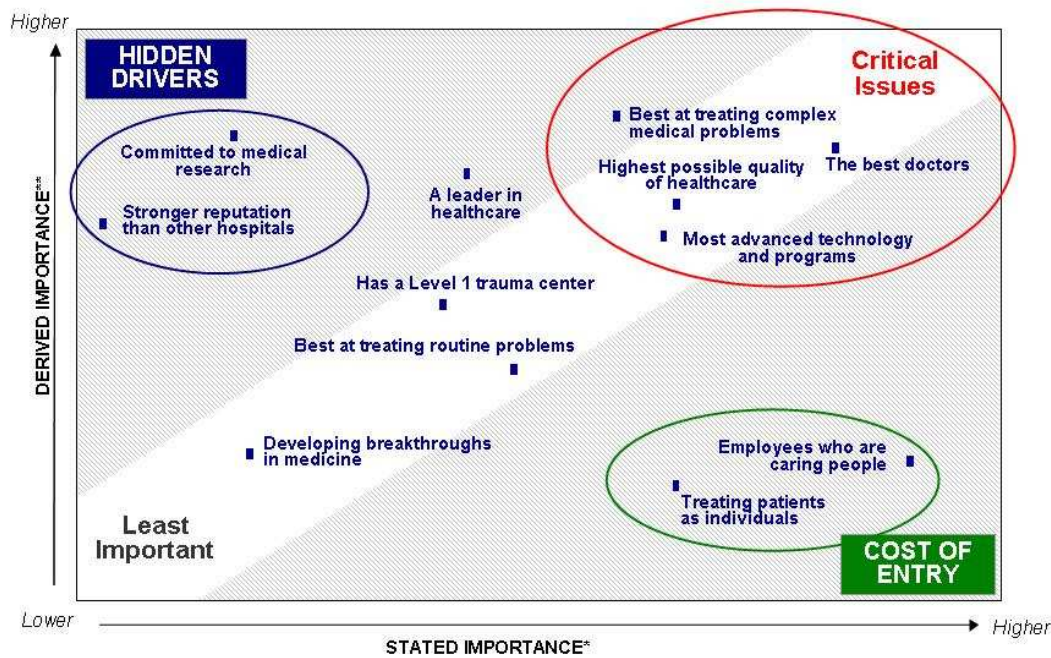 Higher
HIDDEN
DRIVERS
Critical
Issues
Best at treating complex
medical problems
Committed to medical
research
The best doctors
Highest possible quality
of healthcare
A leader in
healthcare
Stronger reputation
than other hospitals
Most advanced technology
and programs
Has a Level 1 trauma center
Best at treating routine problems
Developing breakthroughs
in medicine
Employees who are
caring people
Treating patients
as individuals
Least
Important
COST OF
ENTRY
DERIVED IMPORTANCE**
Lower
Higher
STATED IMPORTANCE*